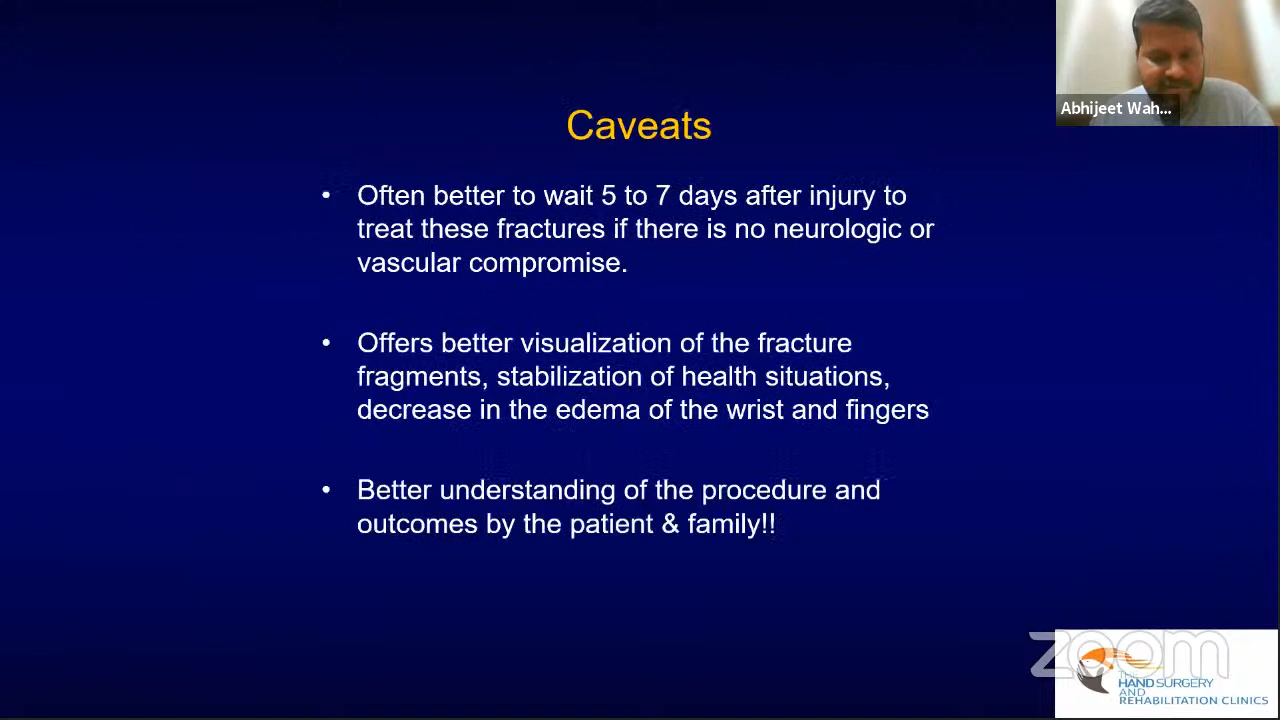 Abhijeet Wah...
Caveats
• Often better to wait 5 to 7 days after injury to
treat these fractures if there is no neurologic or
vascular compromise.
• Offers better visualization of the fracture
fragments, stabilization of health situations,
decrease in the edema of the wrist and fingers
• Better understanding of the procedure and
outcomes by the patient & family!!
zoom
HAND SURGERY
AND
REHABILITATION CLINICS